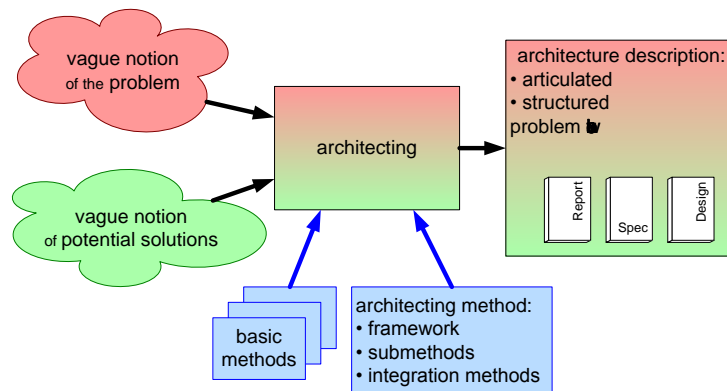 vague notion
of the problem
vague notion
of potential solutions
architecting
architecture description:
• articulated
• structured
problem
Report
Spec
Design
basic
methods
architecting method:
• framework
• submethods
• integration methods